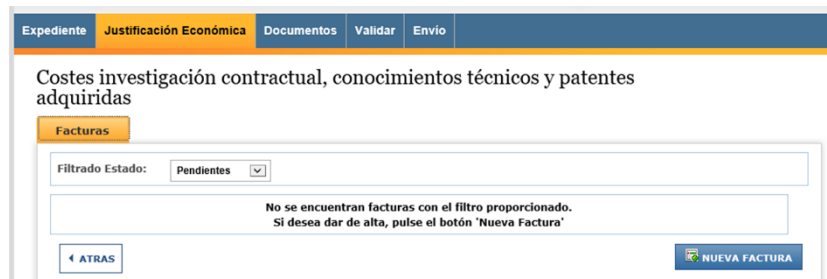 Expediente Justificación Económica Documentos Validar Envío
Costes investigación contractual, conocimientos técnicos y patentes
adquiridas
Facturas
Filtrado Estado: Pendientes
No se encuentran facturas con el filtro proporcionado.
Si desea dar de alta, pulse el botón 'Nueva Factura'
ATRAS NUEVA FACTURA